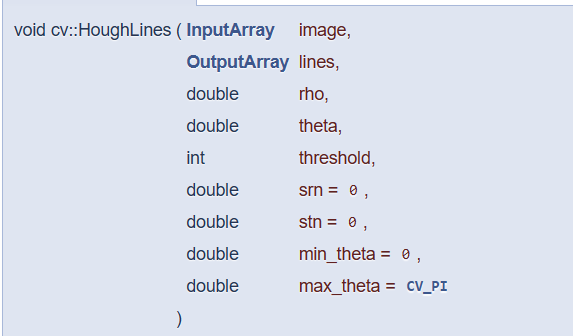 void cv::HoughLines ( InputArray image,
OutputArray lines,
double rho,
double theta,
int threshold,
double srn = 0 ,
double stn = 0 ,
double min_theta = 0 ,
double max_theta = CV_PI
)